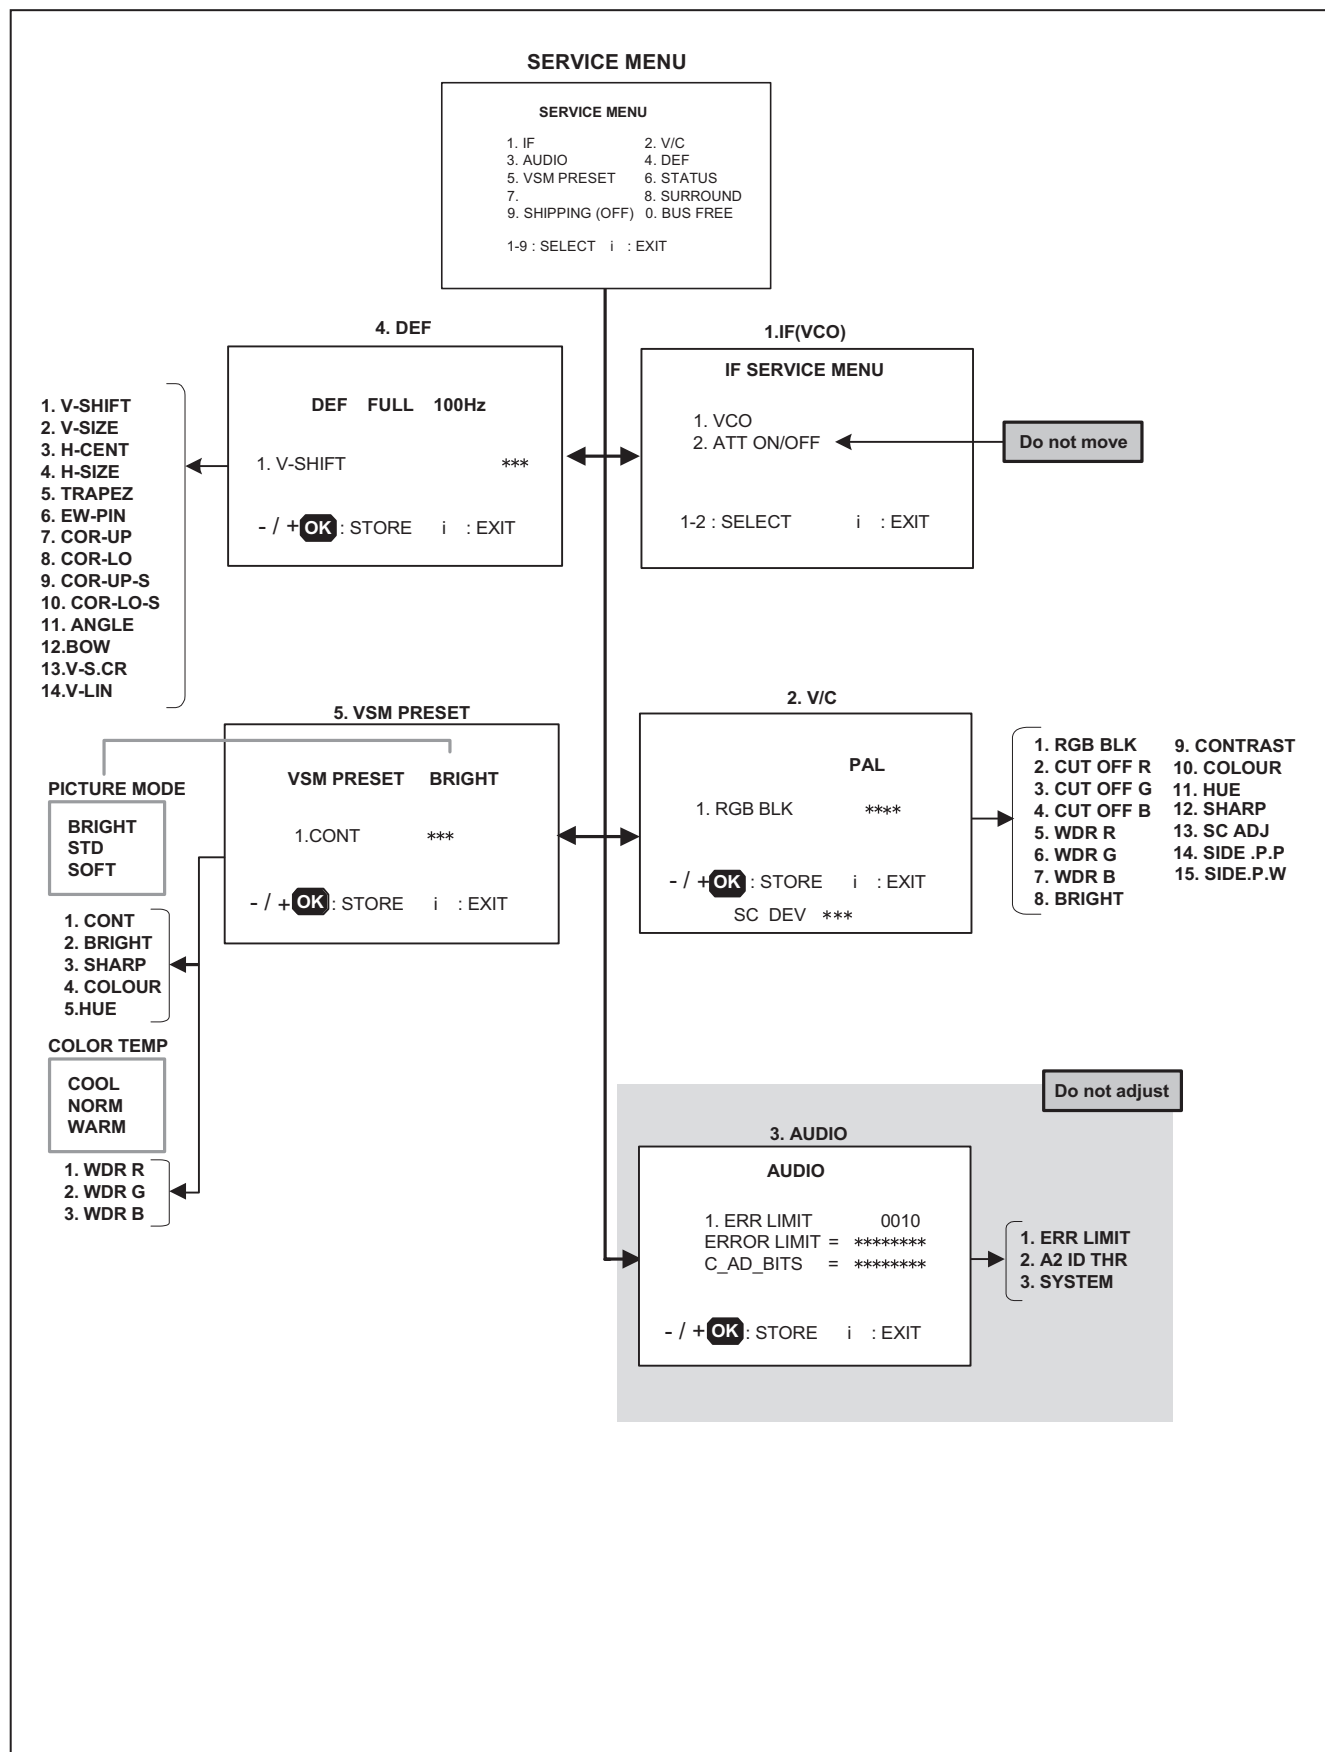 SERVICE MENU
SERVICE MENU
1. IF 2. V/C
3. AUDIO 4. DEF
5. VSM PRESET 6. STATUS
7. 8. SURROUND
9. SHIPPING (OFF) 0. BUS FREE
1-9 : SELECT i : EXIT
4. DEF
DEF FULL 100Hz
1. V-SHIFT ***
- / + OK : STORE i : EXIT
1. V-SHIFT
2. V-SIZE
3. H-CENT
4. H-SIZE
5. TRAPEZ
6. EW-PIN
7. COR-UP
8. COR-LO
9. COR-UP-S
10. COR-LO-S
11. ANGLE
12.BOW
13.V-S.CR
14.V-LIN
1.IF(VCO)
IF SERVICE MENU
1. VCO
2. ATT ON/OFF
1-2 : SELECT i : EXIT
Do not move
5. VSM PRESET
VSM PRESET BRIGHT
1.CONT ***
- / + OK : STORE i : EXIT
PICTURE MODE
BRIGHT
STD
SOFT
1. CONT
2. BRIGHT
3. SHARP
4. COLOUR
5.HUE
COLOR TEMP
COOL
NORM
WARM
1. WDR R
2. WDR G
3. WDR B
2. V/C
PAL
1. RGB BLK ****
- / + OK : STORE i : EXIT
SC DEV ***
1. RGB BLK
2. CUT OFF R
3. CUT OFF G
4. CUT OFF B
5. WDR R
6. WDR G
7. WDR B
8. BRIGHT
9. CONTRAST
10. COLOUR
11. HUE
12. SHARP
13. SC ADJ
14. SIDE .P.P
15. SIDE.P.W
Do not adjust
3. AUDIO
AUDIO
1. ERR LIMIT 0010
ERROR LIMIT = ********
C_AD_BITS = ********
- / + OK : STORE i : EXIT
1. ERR LIMIT
2. A2 ID THR
3. SYSTEM